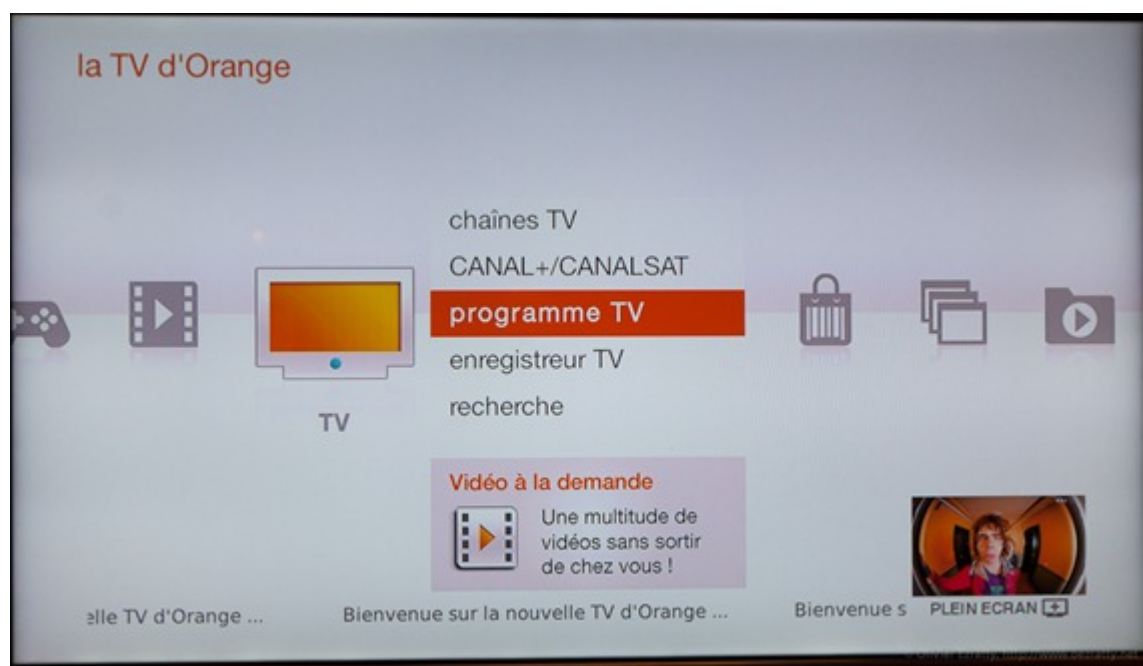 la TV d'Orange
chaînes TV
CANAL+/CANALSAT
programme TV
enregistreur TV
recherche
TV
Vidéo à la demande
Une multitude de
vidéos sans sortir
de chez vous !
elle TV d'Orange ...
Bienvenue sur la nouvelle TV d'Orange ...
Bienvenue s
PLEIN ECRAN